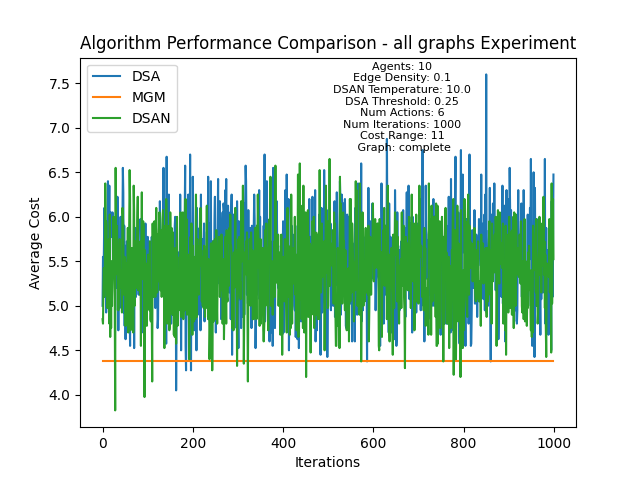 Algorithm Performance Comparison - all graphs Experiment
DSA
MGM
DSAN
Agents: 10
Edge Density: 0.1
DSAN Temperature: 10.0
DSA Threshold: 0.25
Num Actions: 6
Num Iterations: 1000
Cost Range: 11
Graph: complete
Average Cost
7.5
7.0
6.5
6.0
5.5
5.0
4.5
4.0
0
200
400
600
800
1000
Iterations